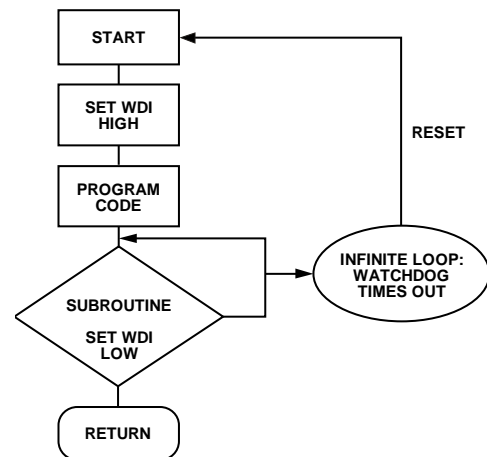 START
SET WDI
HIGH
RESET
PROGRAM
CODE
INFINITE LOOP:
WATCHDOG
TIMES OUT
SUBROUTINE
SET WDI
LOW
RETURN